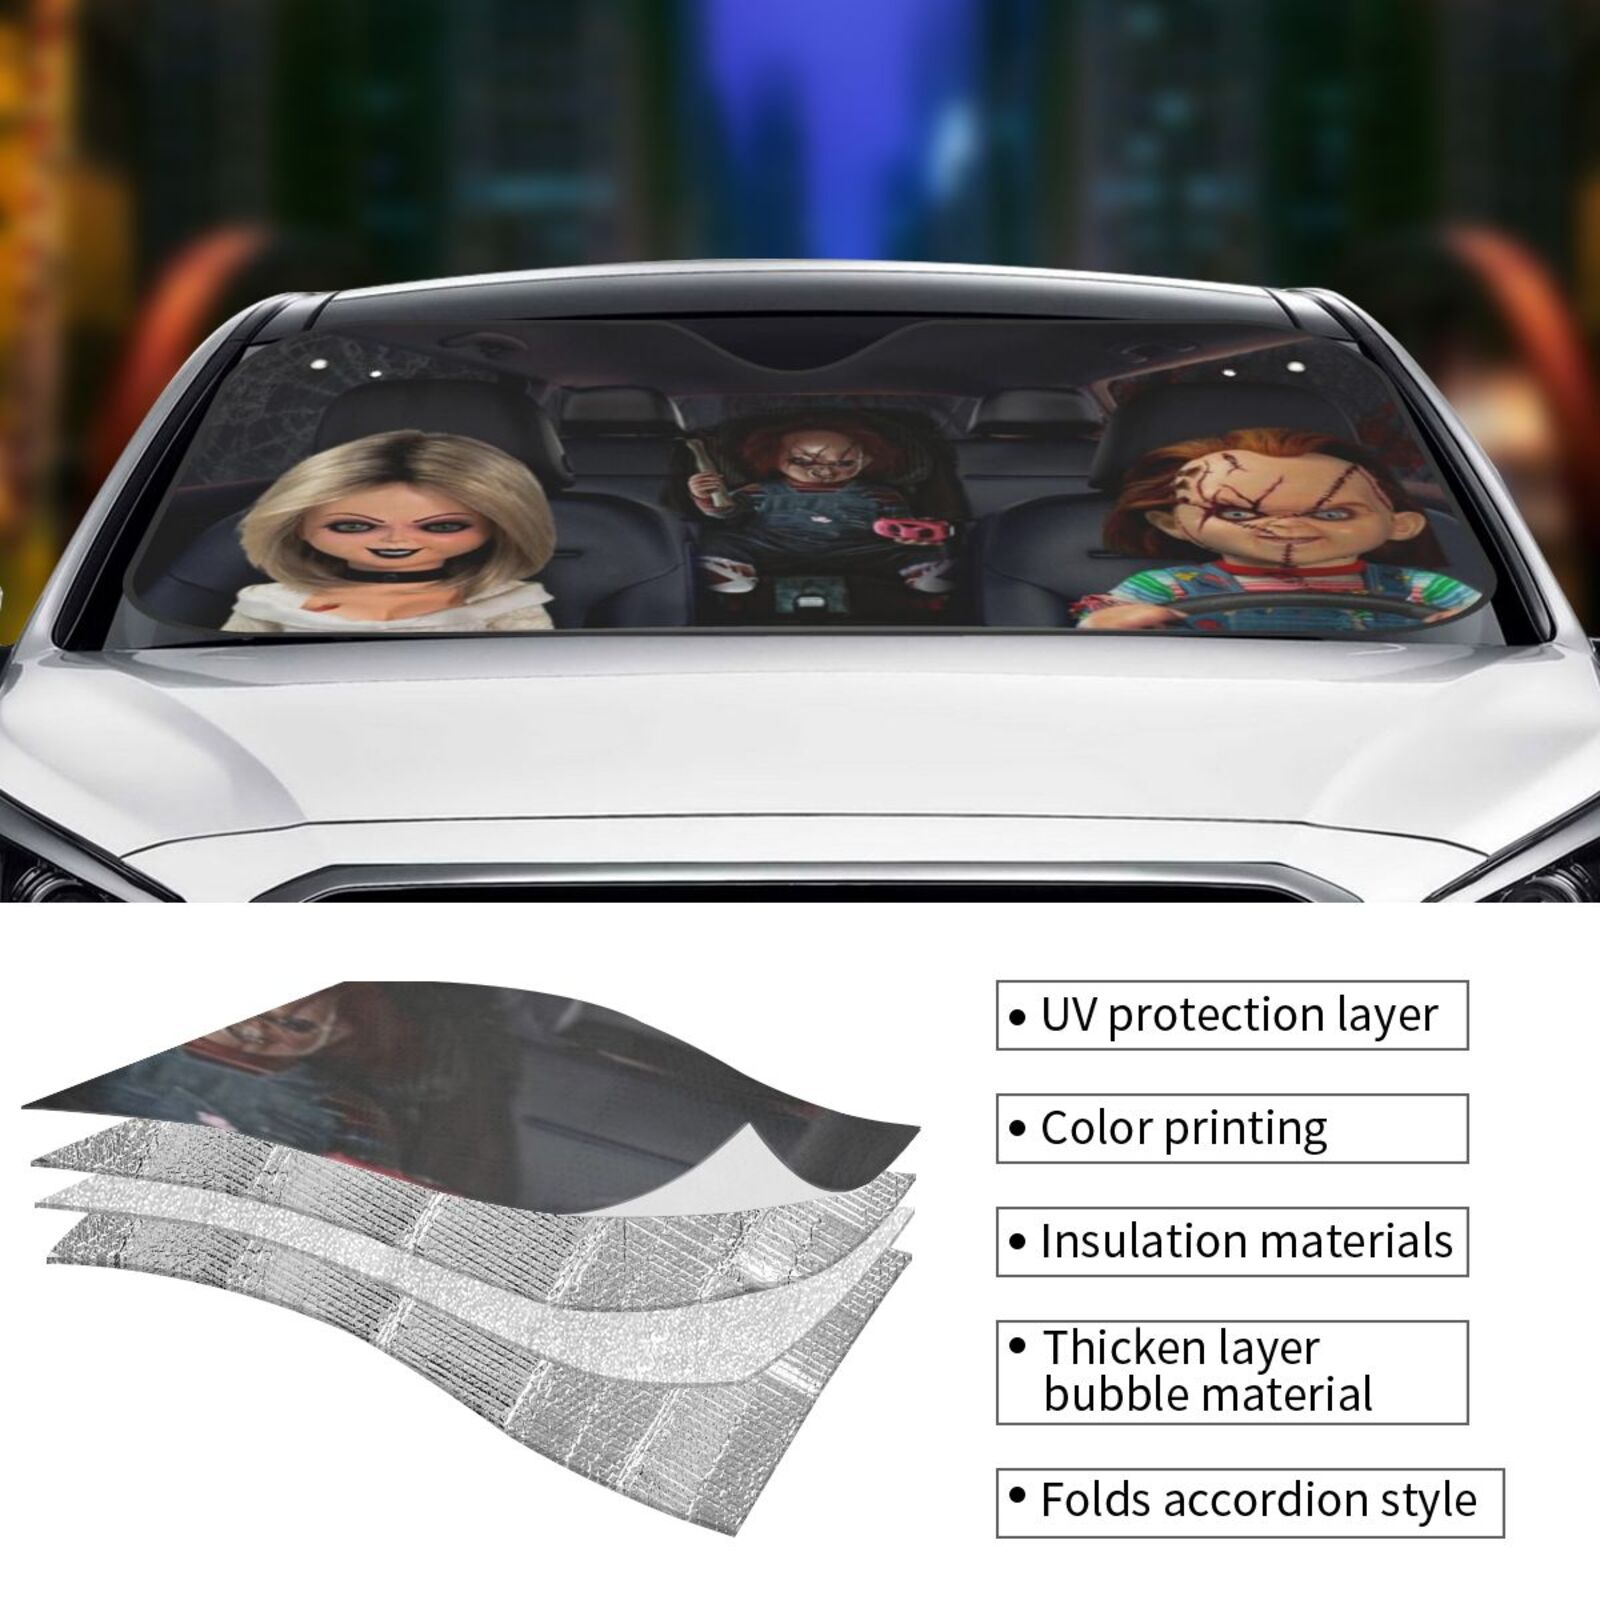 • UV protection layer
• Color printing
• Insulation materials
• Thicken layer
bubble material
• Folds accordion style